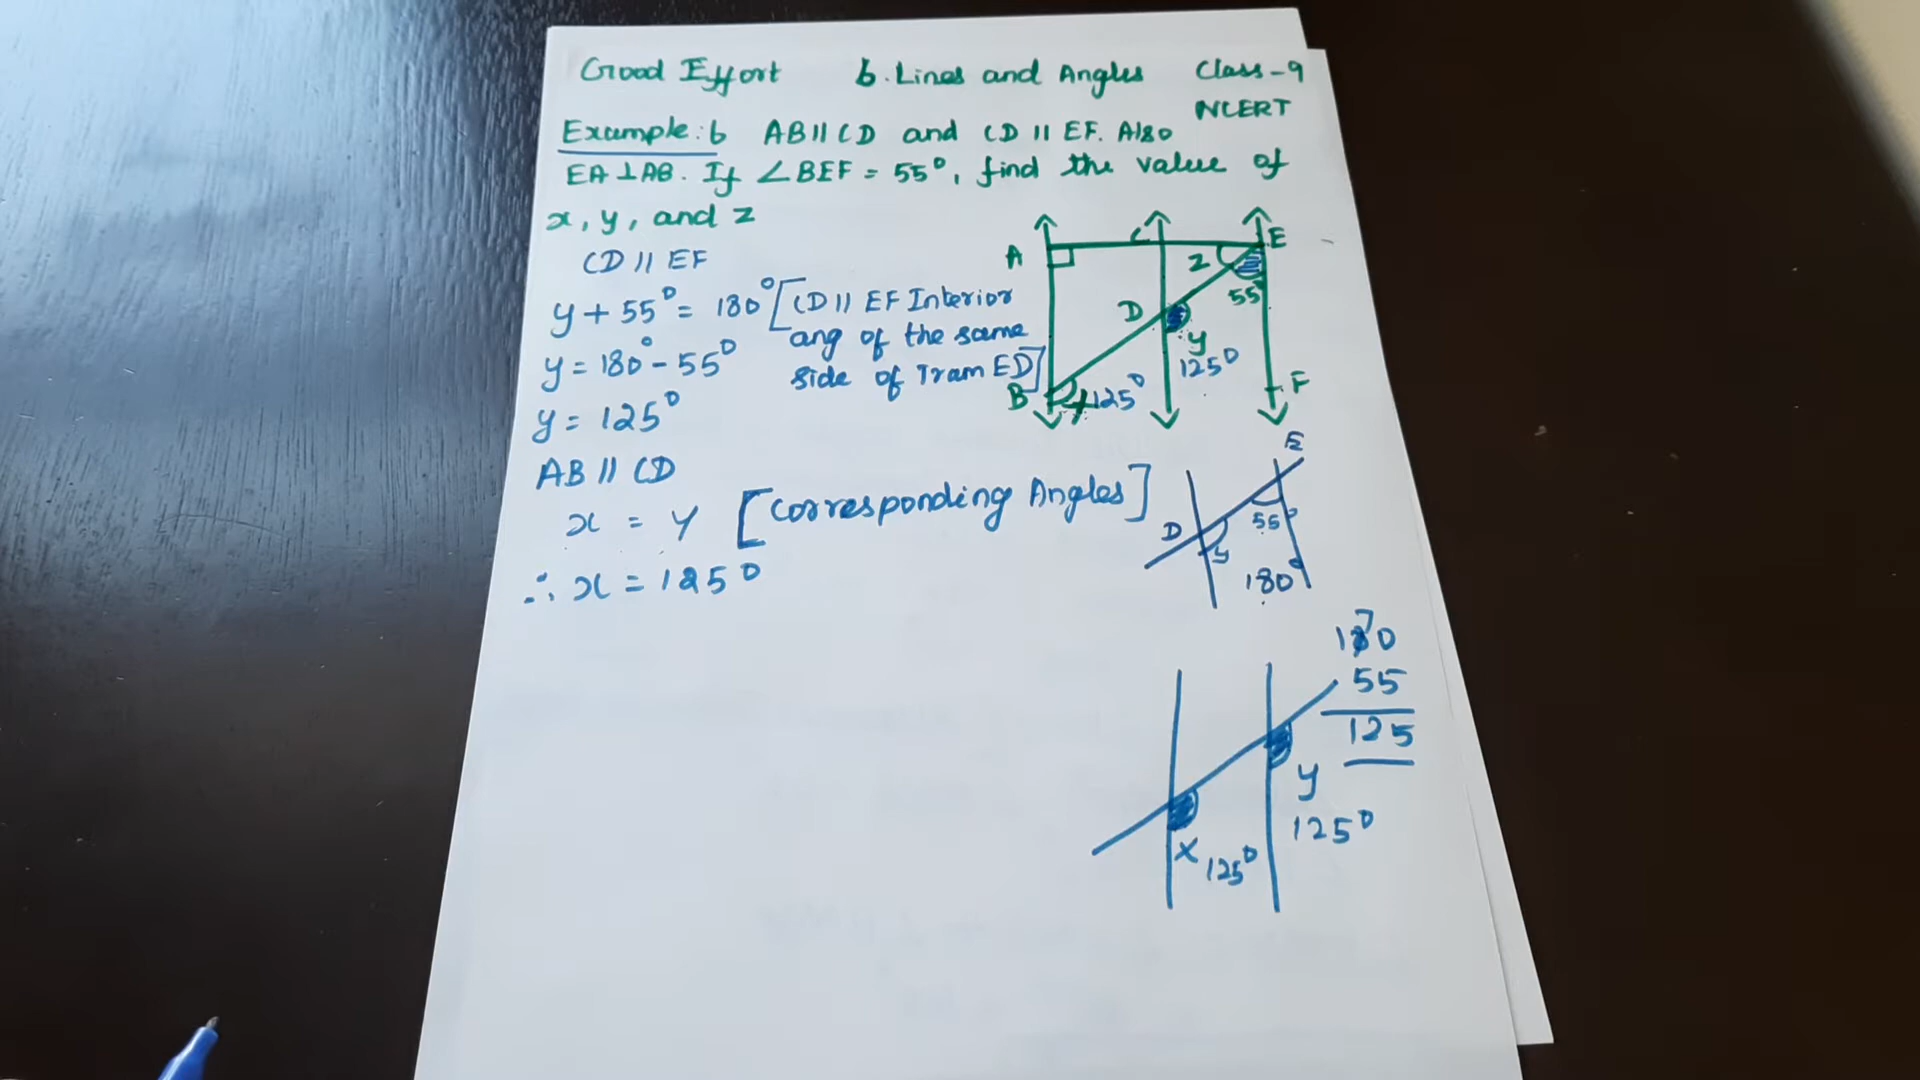 Good Effort 6. Lines and Angles Class-9
NCERT
Example:6 AB || CD and CD || EF. Also
EA ⊥ AB. If ∠BEF = 55°, find the value of
x, y, and z
CD // EF
y + 55° = 180° [CD // EF Interior
ang of the same
side of Tram ED]
y = 180° - 55°
y = 125°
AB // CD
x = y [Corresponding Angles]
∴ x = 125°
A C E
z
D 55°
y
125°
B x 125° F
E
D 55°
y
180°
180
7
55
125
y
125°
x 125°